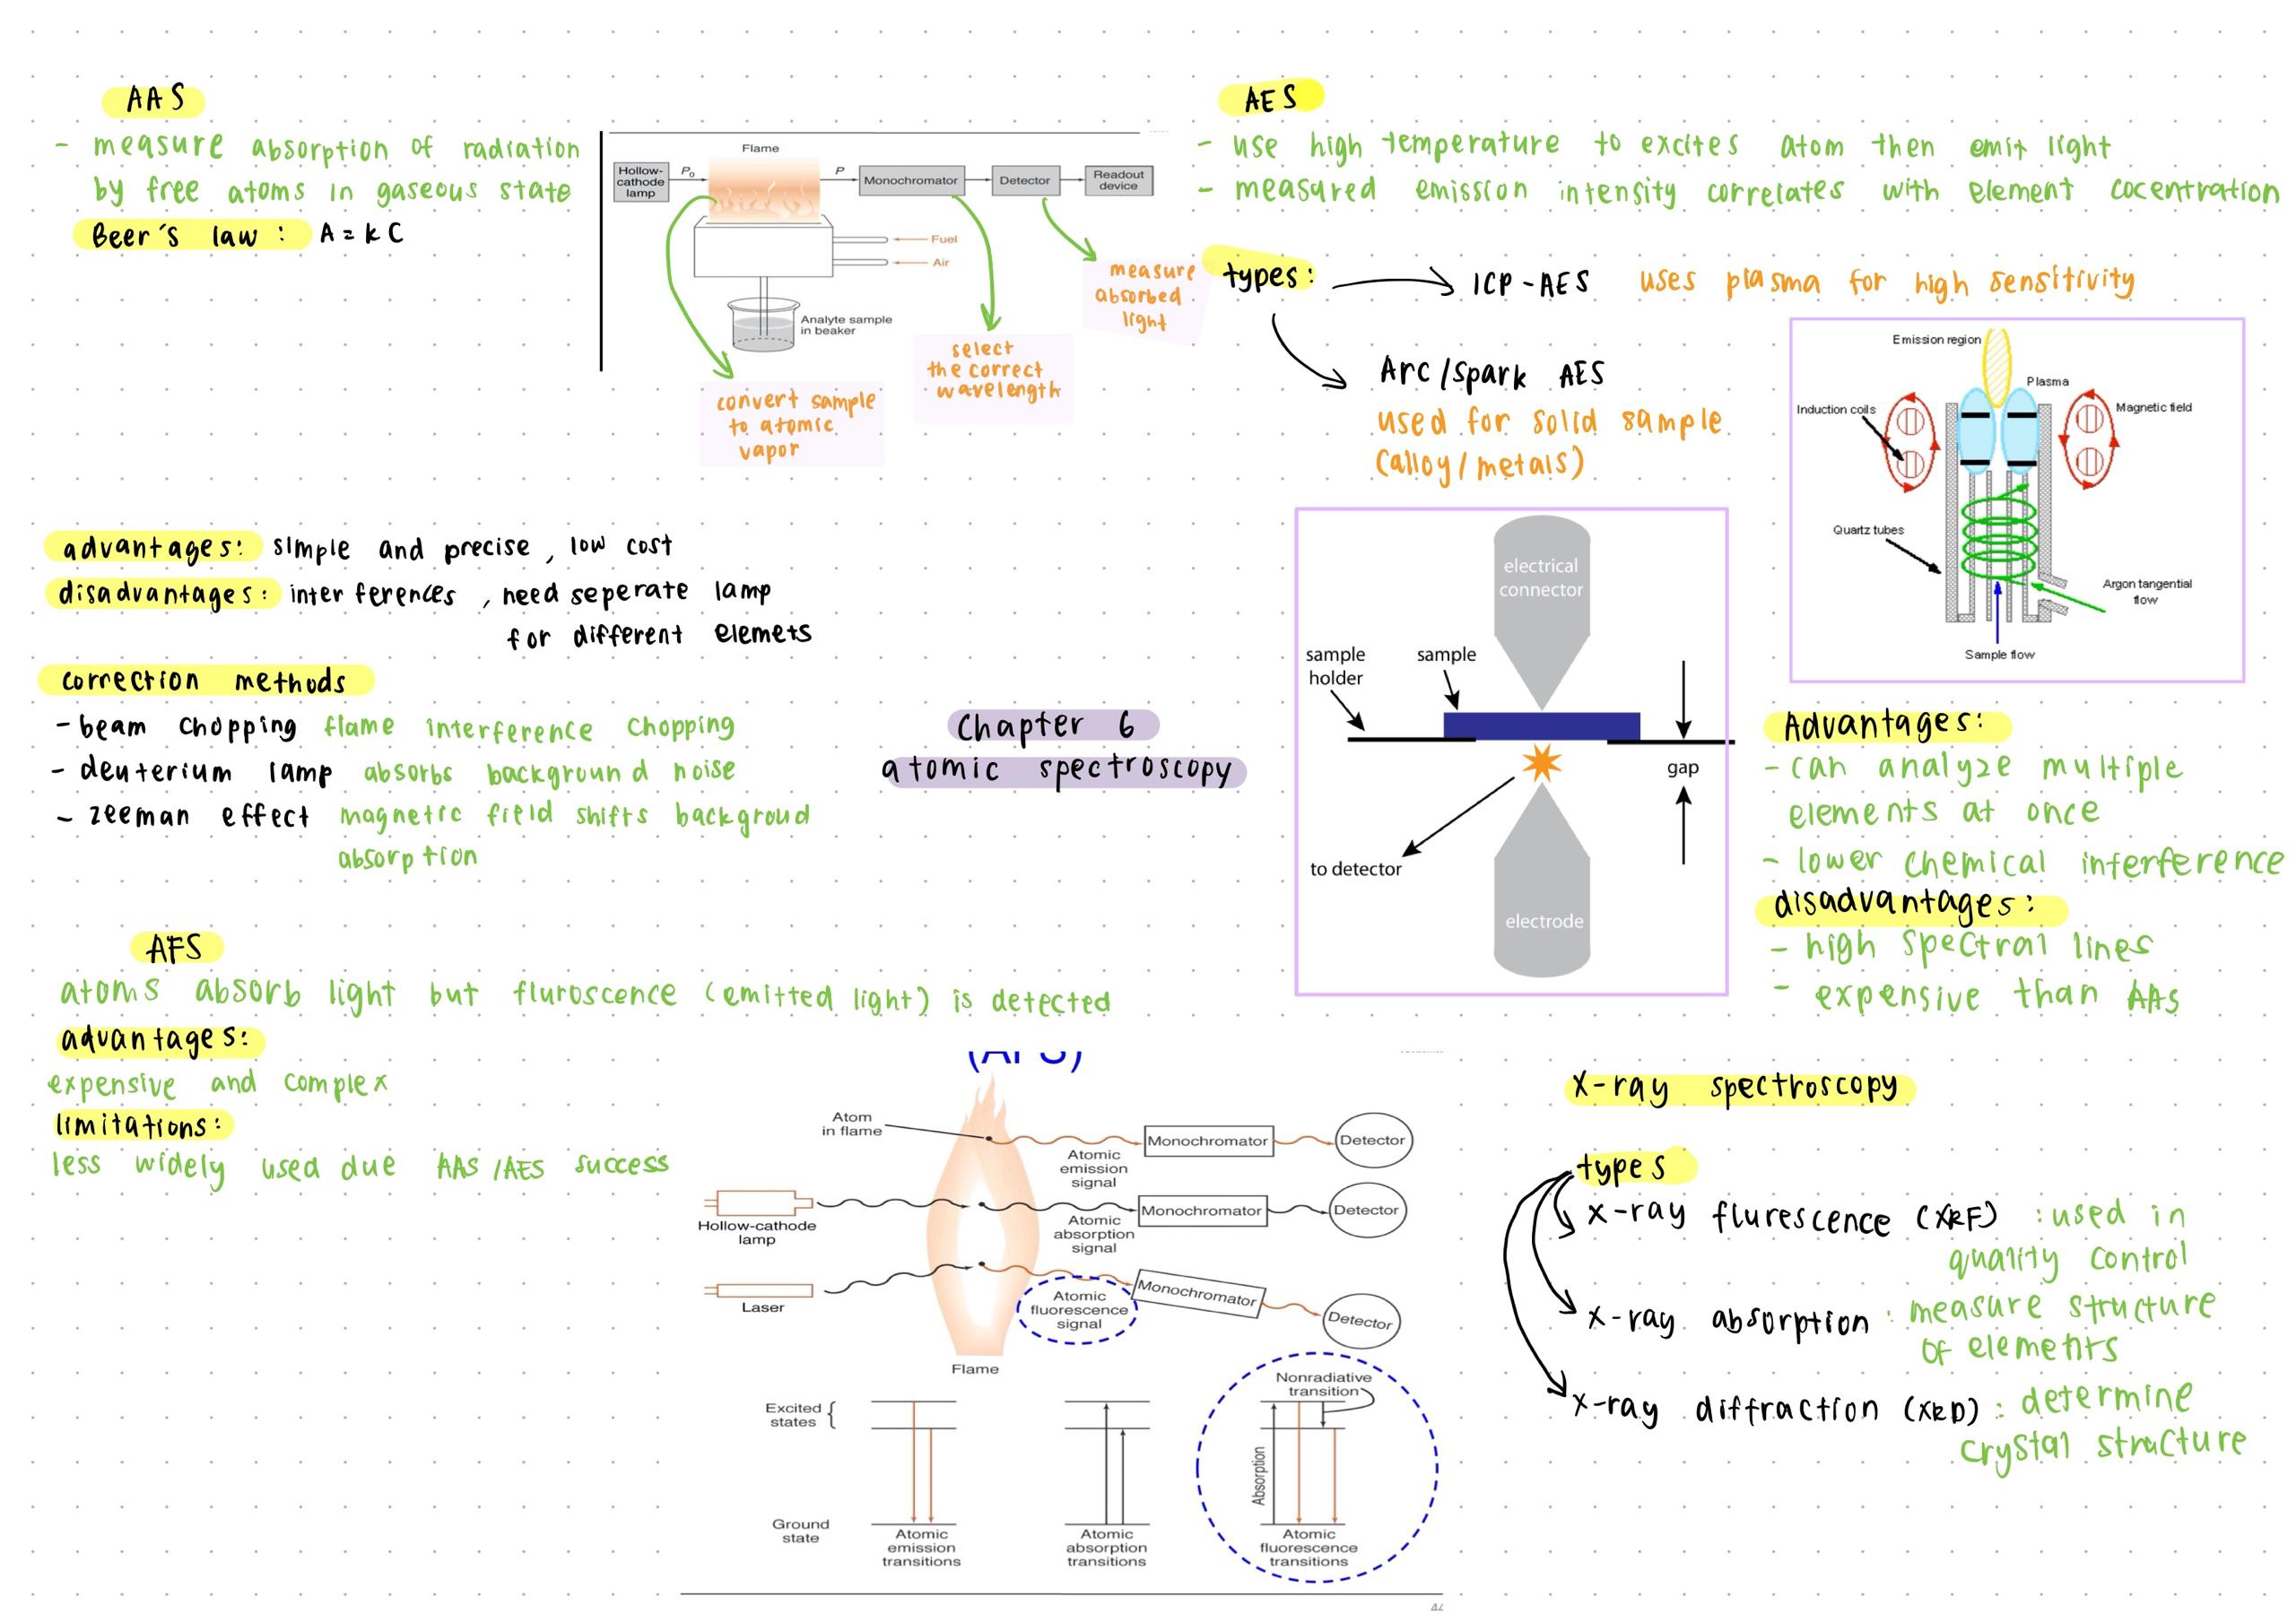 AAS
- measure absorption of radiation
by free atoms in gaseous state
Beer's law: A = k C
Flame
Hollow-
cathode
lamp
P₀
P
Monochromator
Detector
Readout
device
Fuel
Air
Analyte sample
in beaker
convert sample
to atomic
vapor
select
the correct
wavelength
measure
absorbed
light
advantages: simple and precise, low cost
disadvantages: interferences, need seperate lamp
for different elemets
correction methods
- beam chopping flame interference chopping
- deuterium lamp absorbs background noise
- zeeman effect magnetic field shifts backgroud
absorption
Chapter 6
atomic spectroscopy
AFS
atoms absorb light but fluroscence (emitted light) is detected
advantages:
expensive and complex
limitations:
less widely used due AAS/AES success
(AFS)
Atom
in flame
Atomic
emission
signal
Monochromator
Detector
Hollow-cathode
lamp
Atomic
absorption
signal
Monochromator
Detector
Laser
Atomic
fluorescence
signal
Monochromator
Detector
Flame
Excited
states
Ground
state
Atomic
emission
transitions
Atomic
absorption
transitions
Nonradiative
transition
Absorption
Atomic
fluorescence
transitions
AES
- use high temperature to excites atom then emit light
- measured emission intensity correlates with element cocentration
types:
ICP-AES uses plasma for high sensitivity
Arc/spark AES
used for solid sample
(alloy/metals)
electrical
connector
sample
holder
sample
gap
to detector
electrode
Emission region
Plasma
Induction coils
Magnetic field
Quartz tubes
Argon tangential
flow
Sample flow
Advantages:
- can analyze multiple
elements at once
- lower chemical interference
disadvantages:
- high spectral lines
- expensive than AAS
x-ray spectroscopy
types
x-ray flurescence (XRF) : used in
quality control
x-ray absorption : measure structure
of elements
x-ray diffraction (XRD) : determine
crystal structure